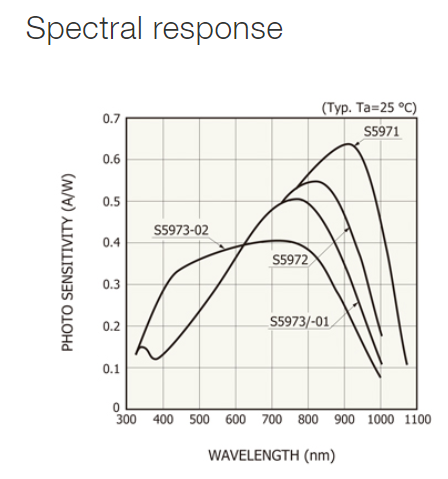 Spectral response
(Typ. Ta=25 °C)
0.7
S5971
0.6
0.5
S5973-02
0.4
S5972
0.3
S5973/-01
0.2
0.1
0
PHOTO SENSITIVITY (A/W)
300 400 500 600 700 800 900 1000 1100
WAVELENGTH (nm)